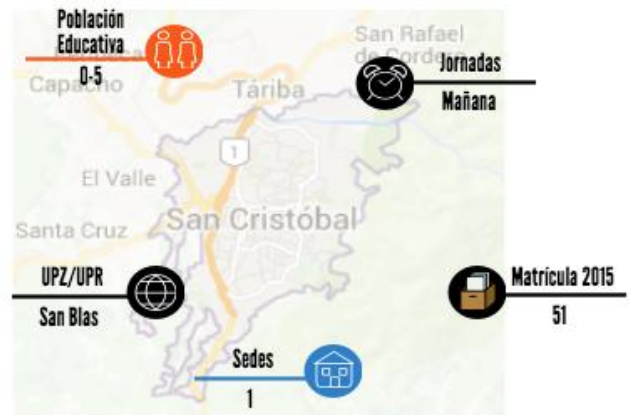 Población
Educativa
0-5
San Rafael
de Cordero
Jornadas
Mañana
Capacho
Táriba
1
El Valle
Santa Cruz
San Cristóbal
UPZ/UPR
San Blas
Matrícula 2015
51
Sedes
1